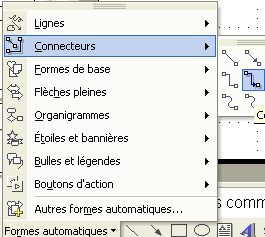 Lignes
Connecteurs
Formes de base
Flèches pleines
Organigrammes
Étoiles et bannières
Bulles et légendes
Boutons d'action
Autres formes automatiques...
s comm
Formes automatiques